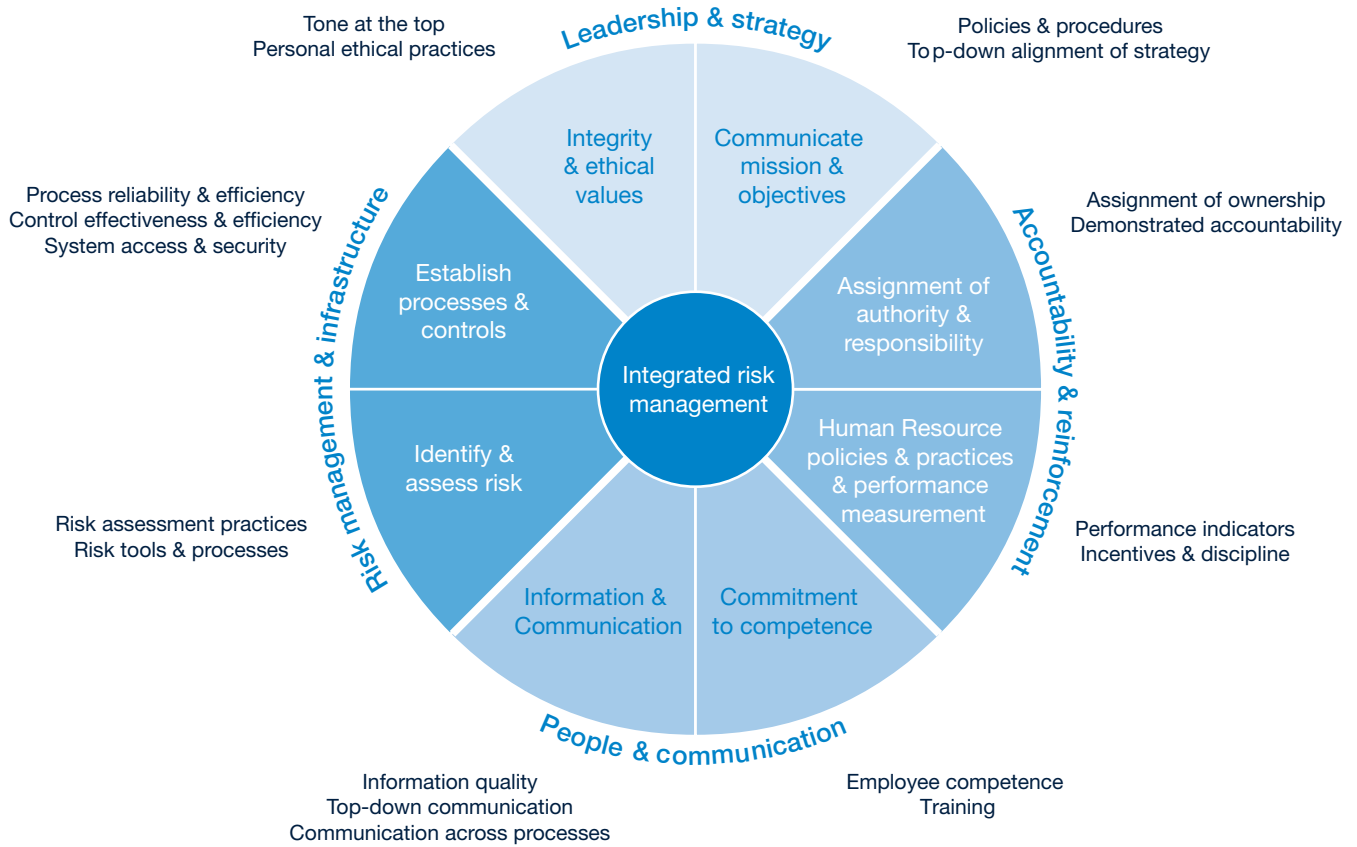 Tone at the top
Personal ethical practices
Leadership & strategy
Policies & procedures
Top-down alignment of strategy
Integrity
& ethical
values
Communicate
mission &
objectives
Process reliability & efficiency
Control effectiveness & efficiency
System access & security
Risk management & infrastructure
Establish
processes &
controls
Assignment of
authority &
responsibility
Accountability & reinforcement
Assignment of ownership
Demonstrated accountability
Integrated risk
management
Identify &
assess risk
Human Resource
policies & practices
& performance
measurement
Risk assessment practices
Risk tools & processes
Performance indicators
Incentives & discipline
Information &
Communication
Commitment
to competence
People & communication
Information quality
Top-down communication
Communication across processes
Employee competence
Training